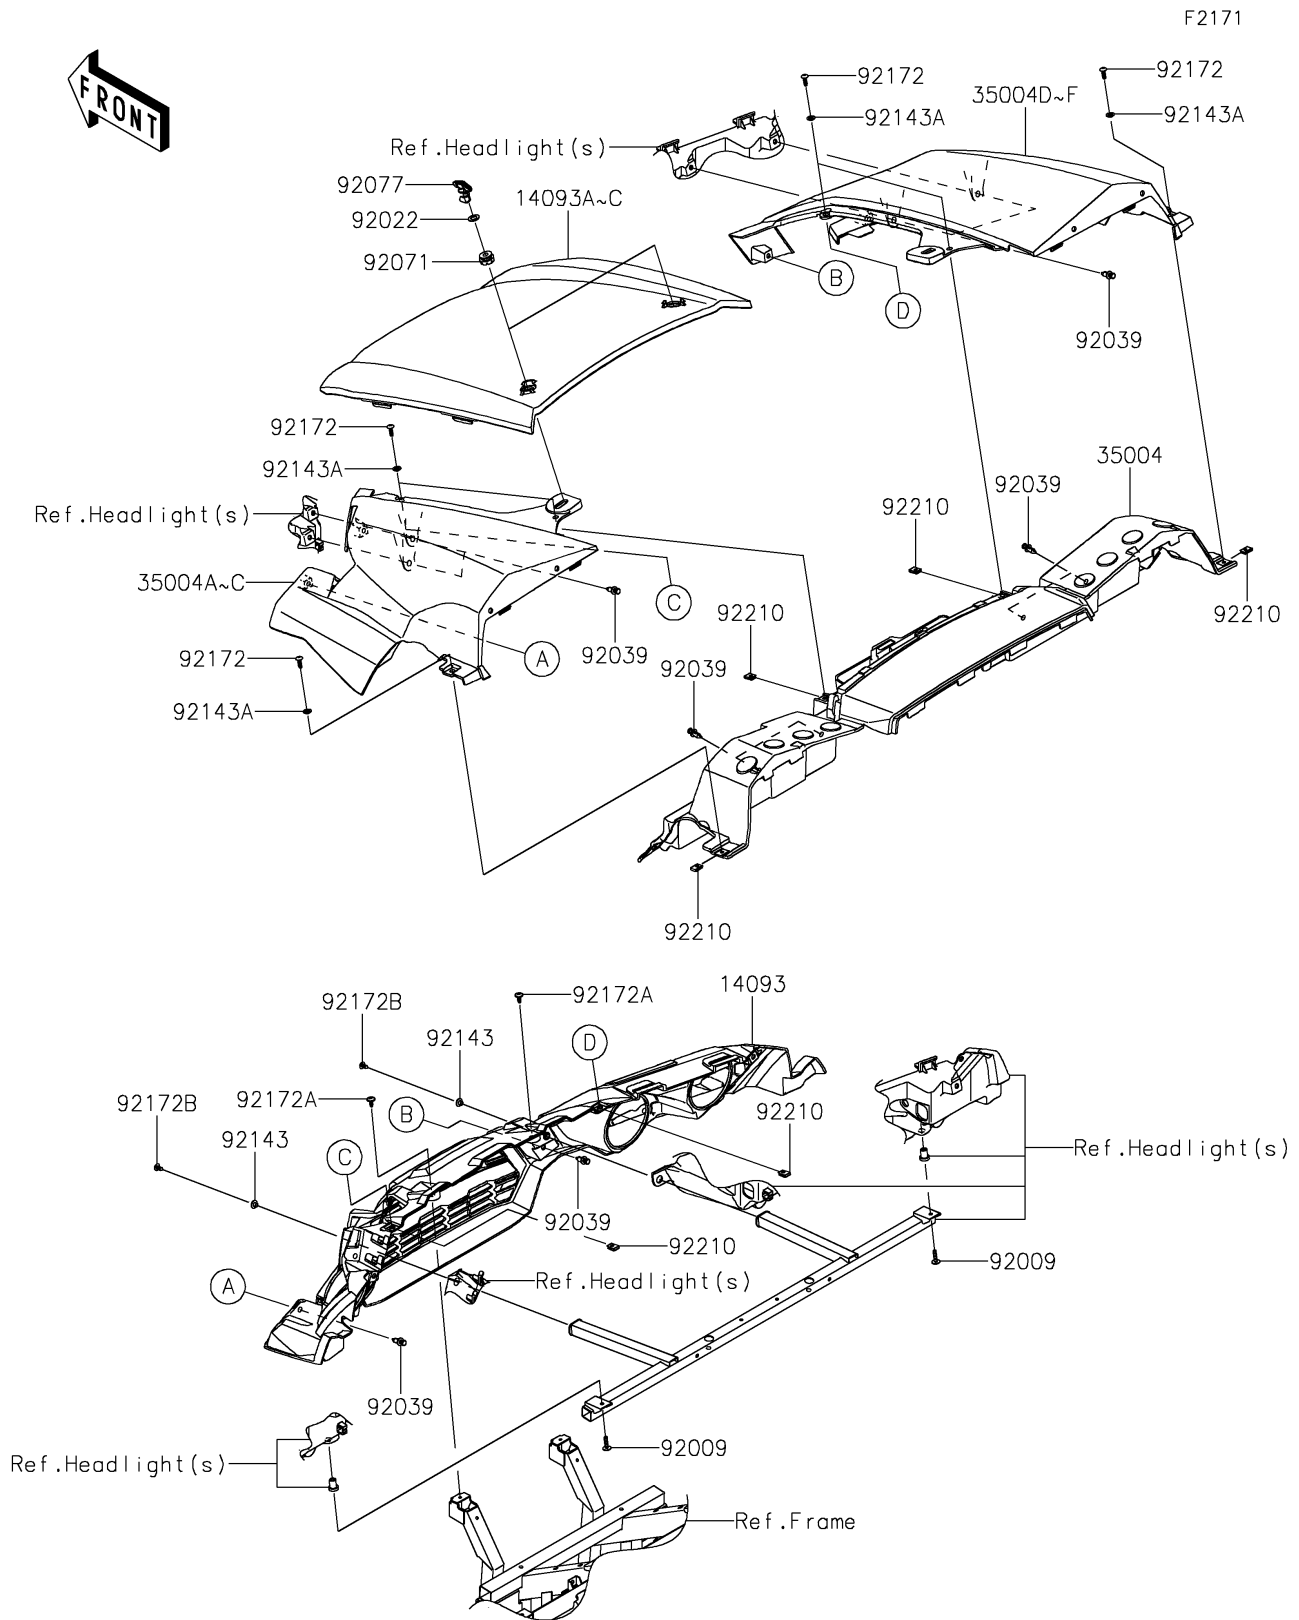 F2171
FRONT
92172
92172
35004D~F
92143A
92143A
Ref.Headlight(s)
92077
14093A~C
92022
92071
B
D
92039
92172
35004
92143A
92039
Ref.Headlight(s)
92210
35004A~C
C
92210
92210
A
92039
92172
92039
92143A
92210
14093
92172B
92172A
92143
D
92172A
92172B
B
92210
92143
Ref.Headlight(s)
C
92039
92210
92009
A
Ref.Headlight(s)
92039
92009
Ref.Headlight(s)
Ref.Frame